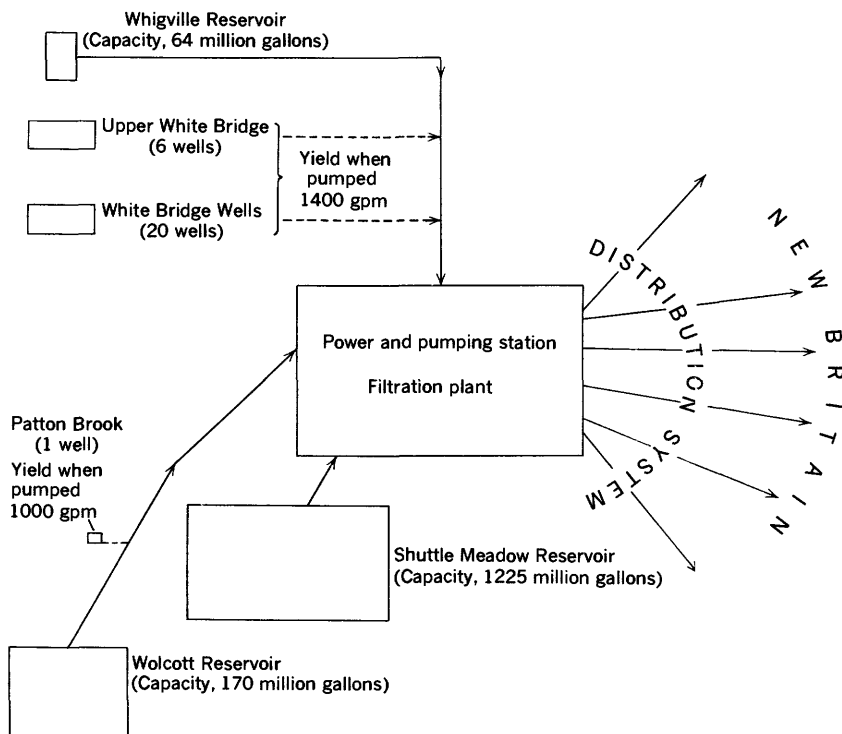 Whigville Reservoir
(Capacity, 64 million gallons)
Upper White Bridge
(6 wells)
Yield when
pumped
1400 gpm
White Bridge Wells
(20 wells)
DISTRIBUTION SYSTEM
NEW BRITAIN
Power and pumping station
Filtration plant
Patton Brook
(1 well)
Yield when
pumped
1000 gpm
Shuttle Meadow Reservoir
(Capacity, 1225 million gallons)
Wolcott Reservoir
(Capacity, 170 million gallons)